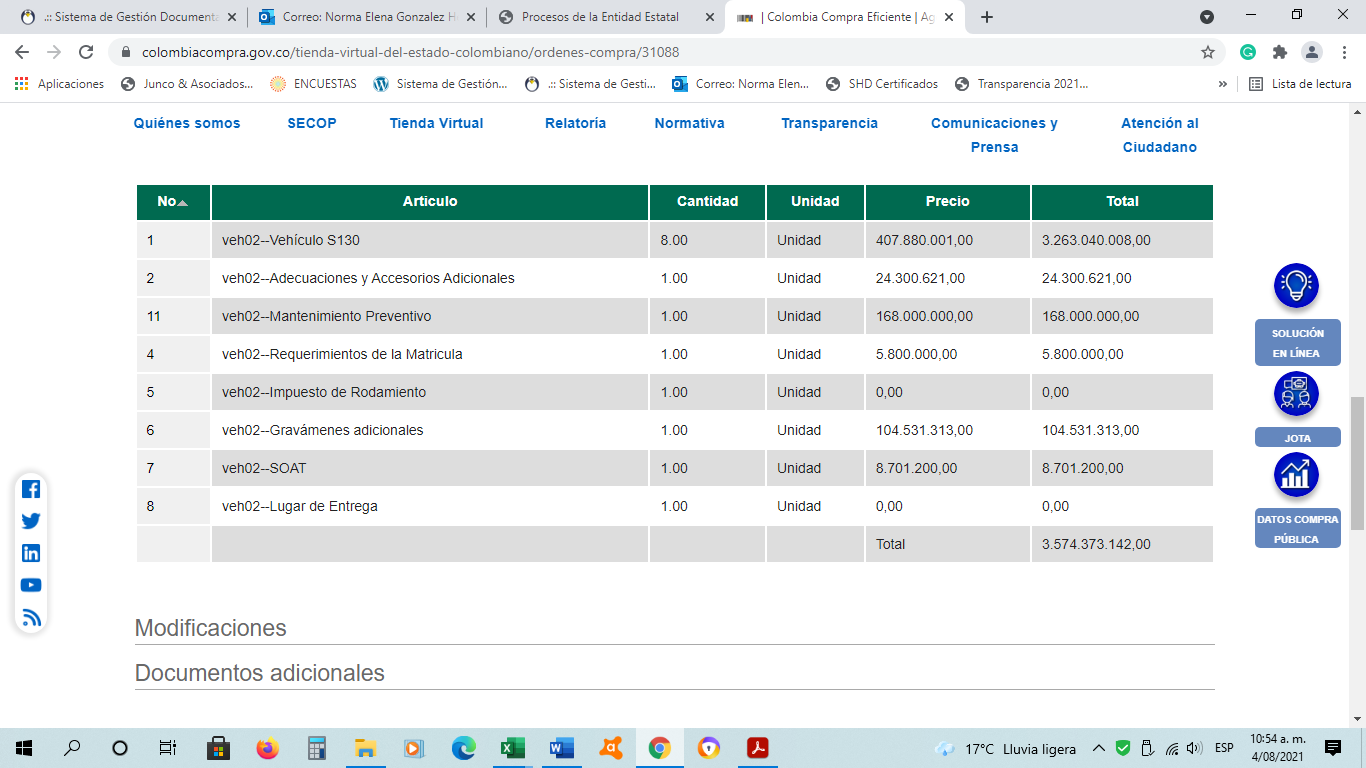 .:: Sistema de Gestión Documenta
Correo: Norma Elena Gonzalez H
Procesos de la Entidad Estatal
| Colombia Compra Eficiente | Ag
colombiacompra.gov.co/tienda-virtual-del-estado-colombiano/ordenes-compra/31088
Aplicaciones
Junco & Asociados...
ENCUESTAS
Sistema de Gestión...
.:: Sistema de Gesti...
Correo: Norma Elen...
SHD Certificados
Transparencia 2021...
»
Lista de lectura
Quiénes somos
SECOP
Tienda Virtual
Relatoría
Normativa
Transparencia
Comunicaciones y
Prensa
Atención al
Ciudadano
No Articulo Cantidad Unidad Precio Total
1 veh02--Vehículo S130 8.00 Unidad 407.880.001,00 3.263.040.008,00
2 veh02--Adecuaciones y Accesorios Adicionales 1.00 Unidad 24.300.621,00 24.300.621,00
11 veh02--Mantenimiento Preventivo 1.00 Unidad 168.000.000,00 168.000.000,00
4 veh02--Requerimientos de la Matricula 1.00 Unidad 5.800.000,00 5.800.000,00
5 veh02--Impuesto de Rodamiento 1.00 Unidad 0,00 0,00
6 veh02--Gravámenes adicionales 1.00 Unidad 104.531.313,00 104.531.313,00
7 veh02--SOAT 1.00 Unidad 8.701.200,00 8.701.200,00
8 veh02--Lugar de Entrega 1.00 Unidad 0,00 0,00
Total 3.574.373.142,00
SOLUCIÓN
EN LÍNEA
JOTA
DATOS COMPRA
PÚBLICA
Modificaciones
Documentos adicionales
17°C Lluvia ligera
ESP
10:54 a. m.
4/08/2021